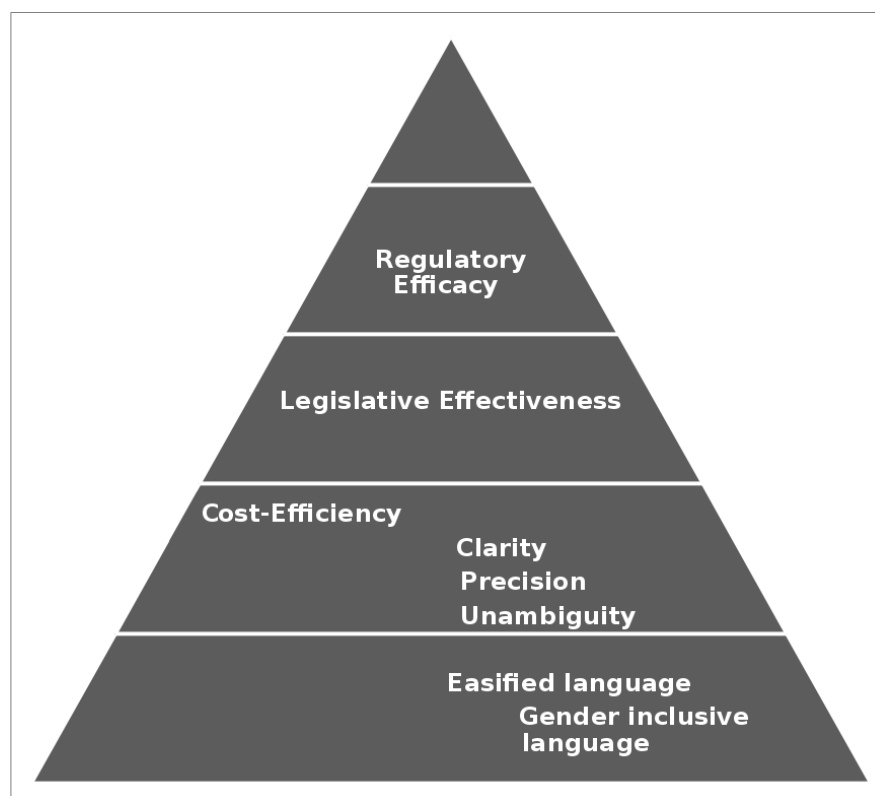 Regulatory
Efficacy
Legislative Effectiveness
Cost-Efficiency
Clarity
Precision
Unambiguity
Easified language
Gender inclusive
language